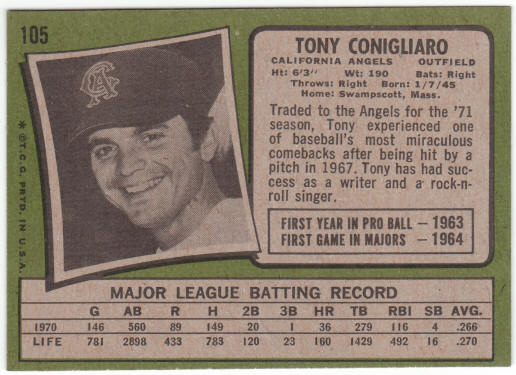 105
TONY CONIGLIARO
CALIFORNIA ANGELS OUTFIELD
Ht: 6'3" Wt: 190 Bats: Right
Throws: Right Born: 1/7/45
Home: Swampscott, Mass.
Traded to the Angels for the '71
season, Tony experienced one
of baseball's most miraculous
comebacks after being hit by a
pitch in 1967. Tony has had suc-
cess as a writer and a rock-n-
roll singer.
FIRST YEAR IN PRO BALL — 1963
FIRST GAME IN MAJORS — 1964
* ©T.C.G. PRTD. IN U.S.A.
CA
MAJOR LEAGUE BATTING RECORD
G AB R H 2B 3B HR TB RBI SB AVG.
1970 146 560 89 149 20 1 36 279 116 4 .266
LIFE 781 2898 433 783 120 23 160 1429 492 16 .270